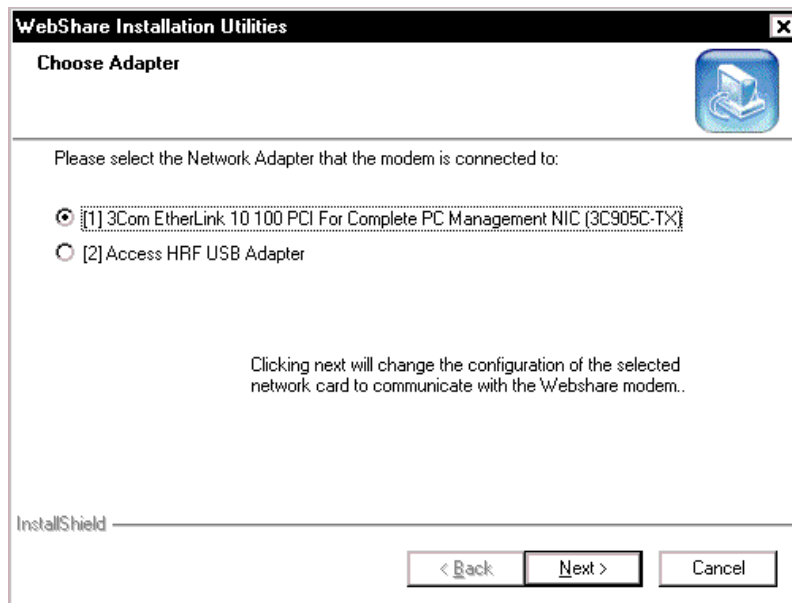 WebShare Installation Utilities
Choose Adapter
Please select the Network Adapter that the modem is connected to:
[1] 3Com EtherLink 10 100 PCI For Complete PC Management NIC (3C905C-TX)
[2] Access HRF USB Adapter
Clicking next will change the configuration of the selected
network card to communicate with the Webshare modem..
InstallShield
< Back
Next >
Cancel